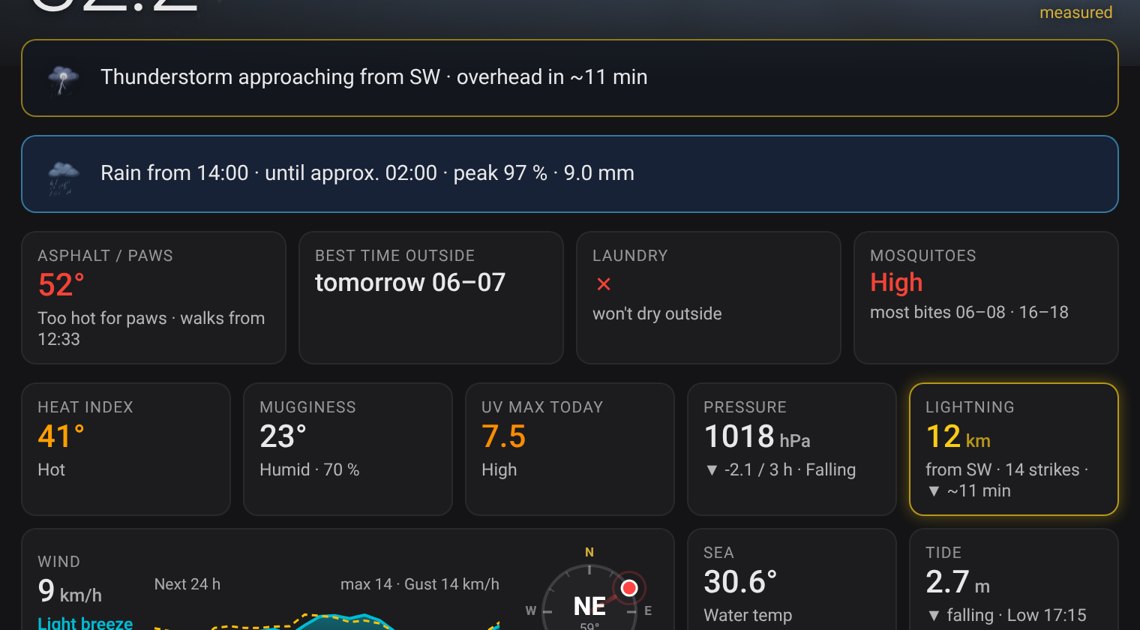 measured
Thunderstorm approaching from SW · overhead in ~11 min
Rain from 14:00 · until approx. 02:00 · peak 97 % · 9.0 mm
ASPHALT / PAWS
52°
Too hot for paws · walks from
12:33
BEST TIME OUTSIDE
tomorrow 06–07
LAUNDRY
×
won't dry outside
MOSQUITOES
High
most bites 06–08 · 16–18
HEAT INDEX
41°
Hot
MUGGINESS
23°
Humid · 70 %
UV MAX TODAY
7.5
High
PRESSURE
1018 hPa
▼ -2.1 / 3 h · Falling
LIGHTNING
12 km
from SW · 14 strikes ·
▼ ~11 min
WIND
9 km/h
Light breeze
Next 24 h
max 14 · Gust 14 km/h
N
W
NE
E
59°
SEA
30.6°
Water temp
TIDE
2.7 m
▼ falling · Low 17:15